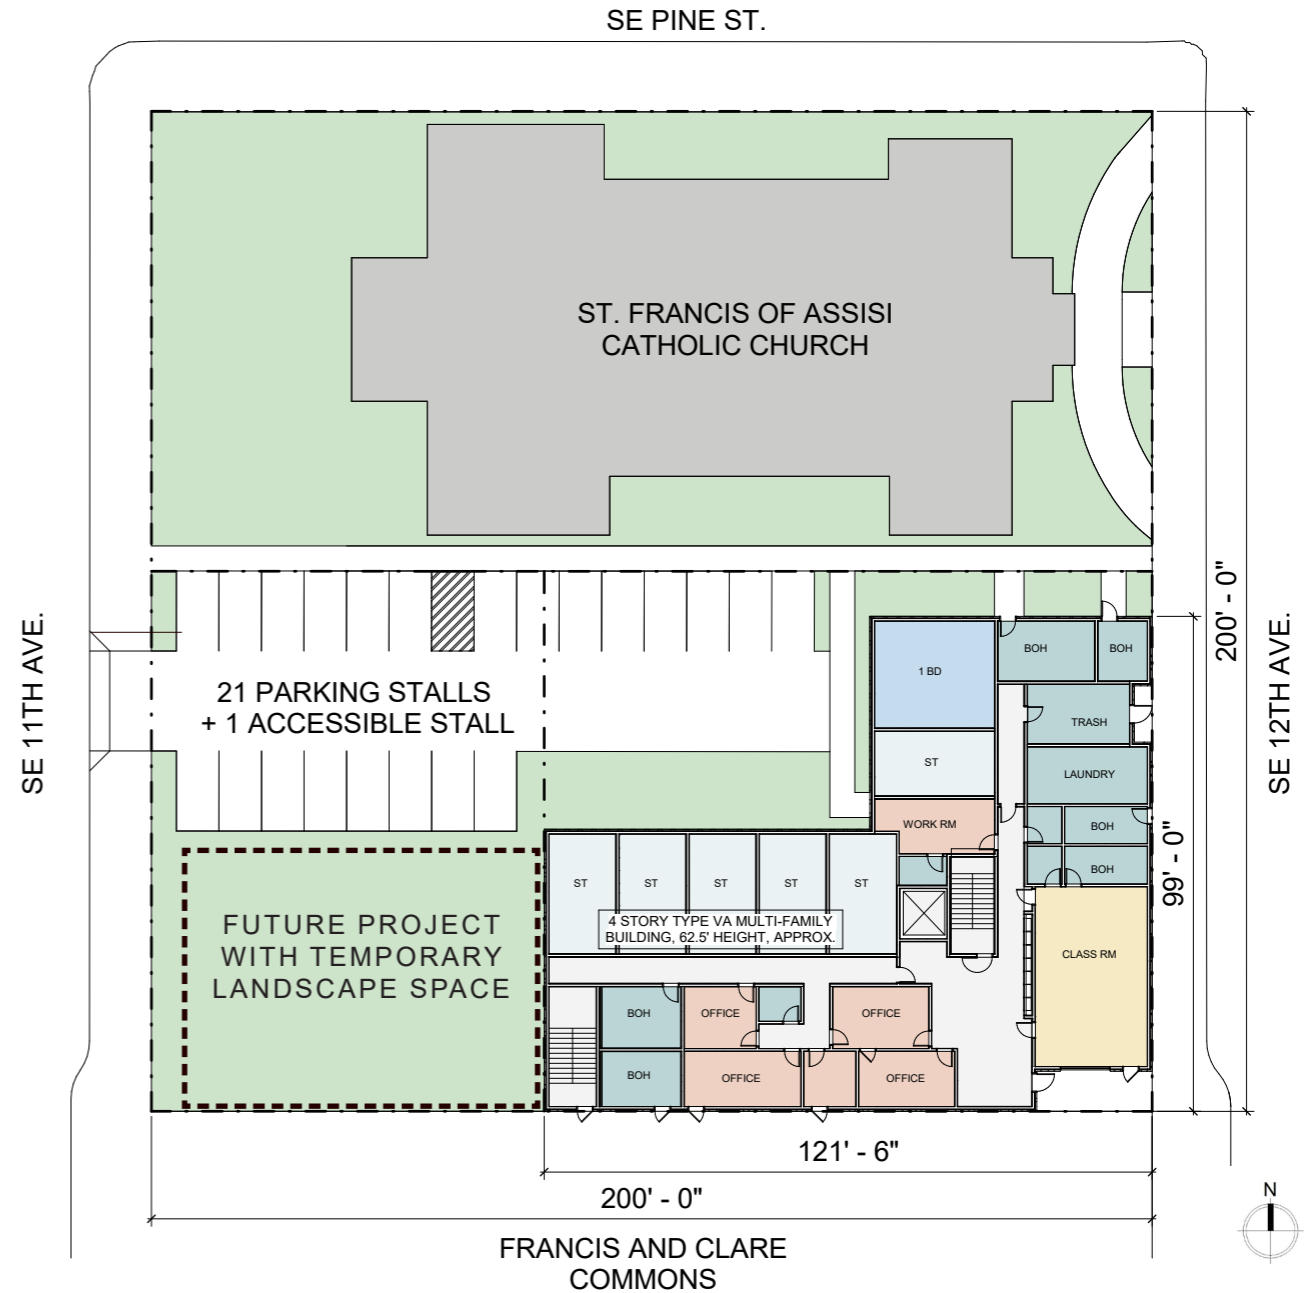 SE PINE ST.
ST. FRANCIS OF ASSISI
CATHOLIC CHURCH
SE 11TH AVE.
SE 12TH AVE.
200' - 0"
99' - 0"
21 PARKING STALLS
+ 1 ACCESSIBLE STALL
1 BD
BOH
BOH
TRASH
ST
LAUNDRY
WORK RM
BOH
BOH
ST
ST
ST
ST
ST
4 STORY TYPE VA MULTI-FAMILY
BUILDING, 62.5' HEIGHT, APPROX.
CLASS RM
FUTURE PROJECT
WITH TEMPORARY
LANDSCAPE SPACE
BOH
OFFICE
OFFICE
BOH
OFFICE
OFFICE
121' - 6"
200' - 0"
N
FRANCIS AND CLARE
COMMONS